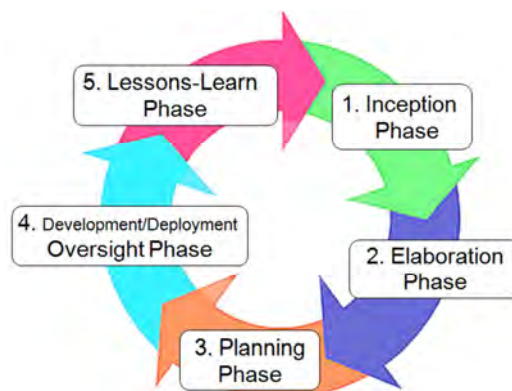 1. Inception
Phase
2. Elaboration
Phase
3. Planning
Phase
4. Development/Deployment
Oversight Phase
5. Lessons-Learn
Phase